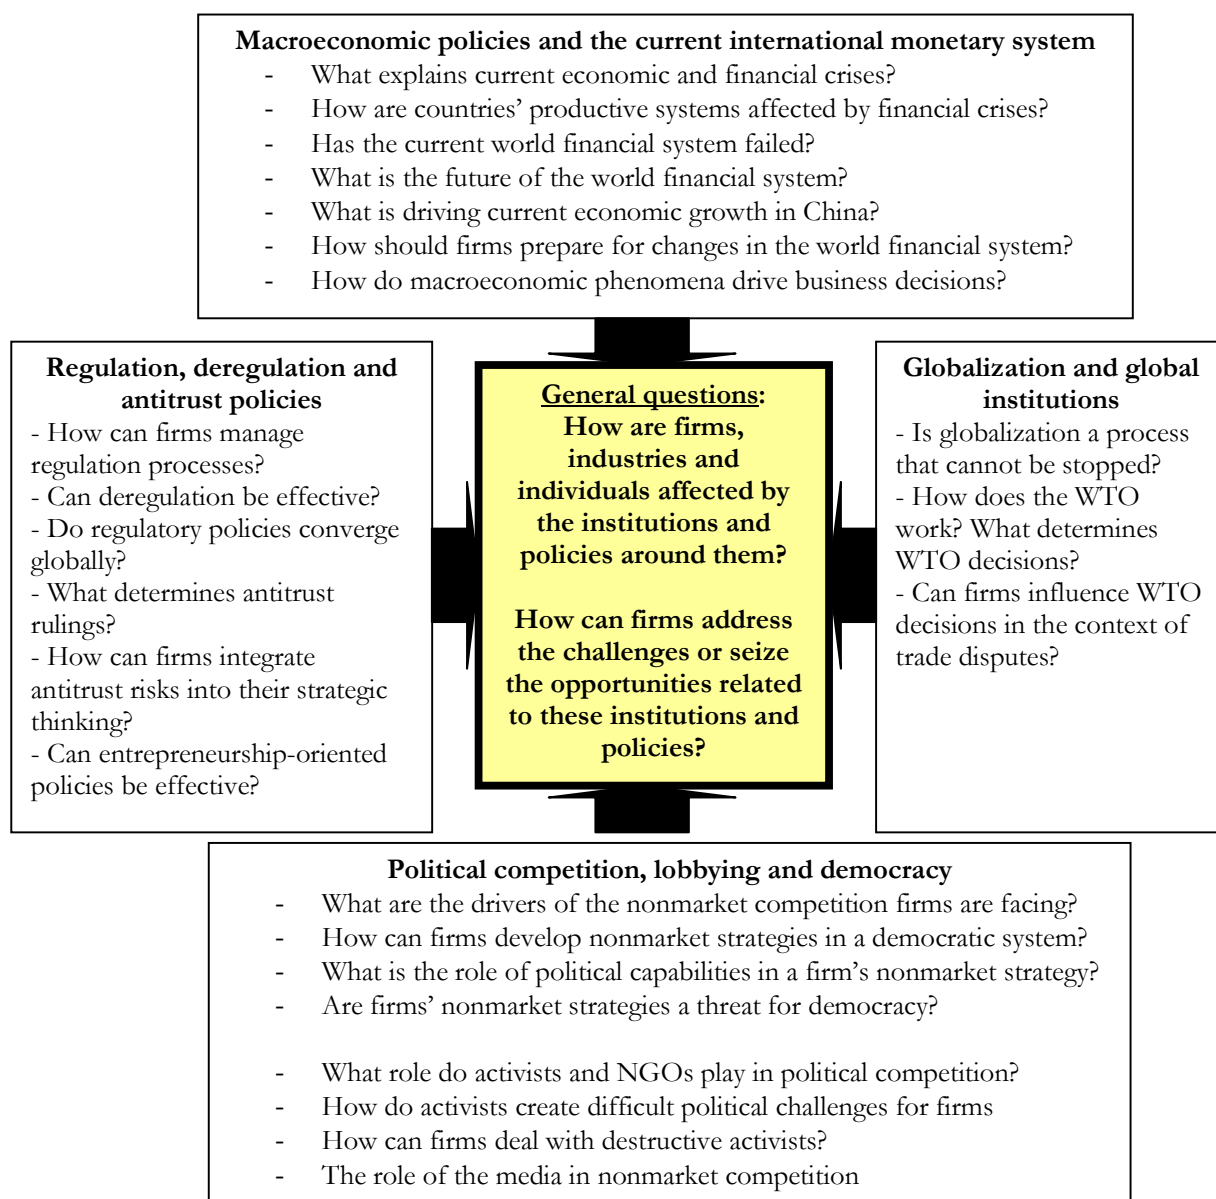 Macroeconomic policies and the current international monetary system
- What explains current economic and financial crises?
- How are countries’ productive systems affected by financial crises?
- Has the current world financial system failed?
- What is the future of the world financial system?
- What is driving current economic growth in China?
- How should firms prepare for changes in the world financial system?
- How do macroeconomic phenomena drive business decisions?
Regulation, deregulation and
antitrust policies
- How can firms manage
regulation processes?
- Can deregulation be effective?
- Do regulatory policies converge
globally?
- What determines antitrust
rulings?
- How can firms integrate
antitrust risks into their strategic
thinking?
- Can entrepreneurship-oriented
policies be effective?
General questions:
How are firms,
industries and
individuals affected by
the institutions and
policies around them?
How can firms address
the challenges or seize
the opportunities related
to these institutions and
policies?
Globalization and global
institutions
- Is globalization a process
that cannot be stopped?
- How does the WTO
work? What determines
WTO decisions?
- Can firms influence WTO
decisions in the context of
trade disputes?
Political competition, lobbying and democracy
- What are the drivers of the nonmarket competition firms are facing?
- How can firms develop nonmarket strategies in a democratic system?
- What is the role of political capabilities in a firm’s nonmarket strategy?
- Are firms’ nonmarket strategies a threat for democracy?
- What role do activists and NGOs play in political competition?
- How do activists create difficult political challenges for firms
- How can firms deal with destructive activists?
- The role of the media in nonmarket competition